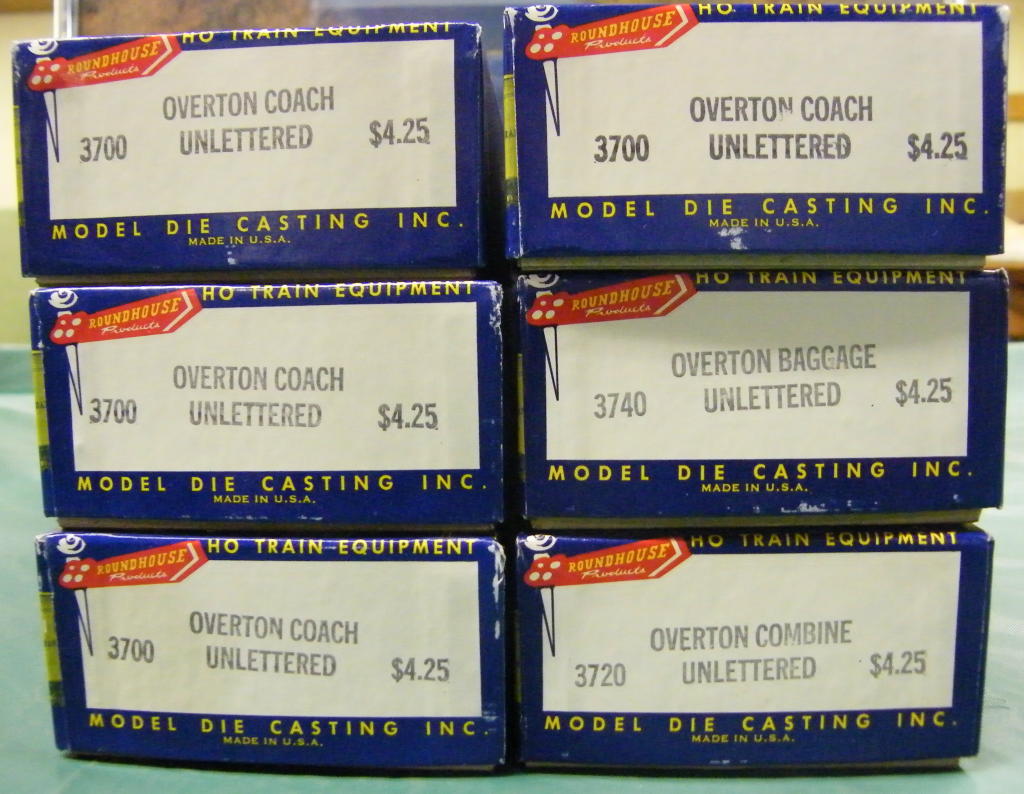 HO TRAIN EQUIPMENT
ROUNDHOUSE
Products
OVERTON COACH
3700 UNLETTERED $4.25
MODEL DIE CASTING INC.
MADE IN U.S.A.
HO TRAIN EQUIPMENT
ROUNDHOUSE
Products
OVERTON COACH
3700 UNLETTERED $4.25
MODEL DIE CASTING INC.
MADE IN U.S.A.
HO TRAIN EQUIPMENT
ROUNDHOUSE
Products
OVERTON COACH
3700 UNLETTERED $4.25
MODEL DIE CASTING INC.
MADE IN U.S.A.
HO TRAIN EQUIPMENT
ROUNDHOUSE
Products
OVERTON BAGGAGE
3740 UNLETTERED $4.25
MODEL DIE CASTING INC.
MADE IN U.S.A.
HO TRAIN EQUIPMENT
ROUNDHOUSE
Products
OVERTON COACH
3700 UNLETTERED $4.25
MODEL DIE CASTING INC.
MADE IN U.S.A.
HO TRAIN EQUIPMENT
ROUNDHOUSE
Products
OVERTON COMBINE
3720 UNLETTERED $4.25
MODEL DIE CASTING INC.
MADE IN U.S.A.